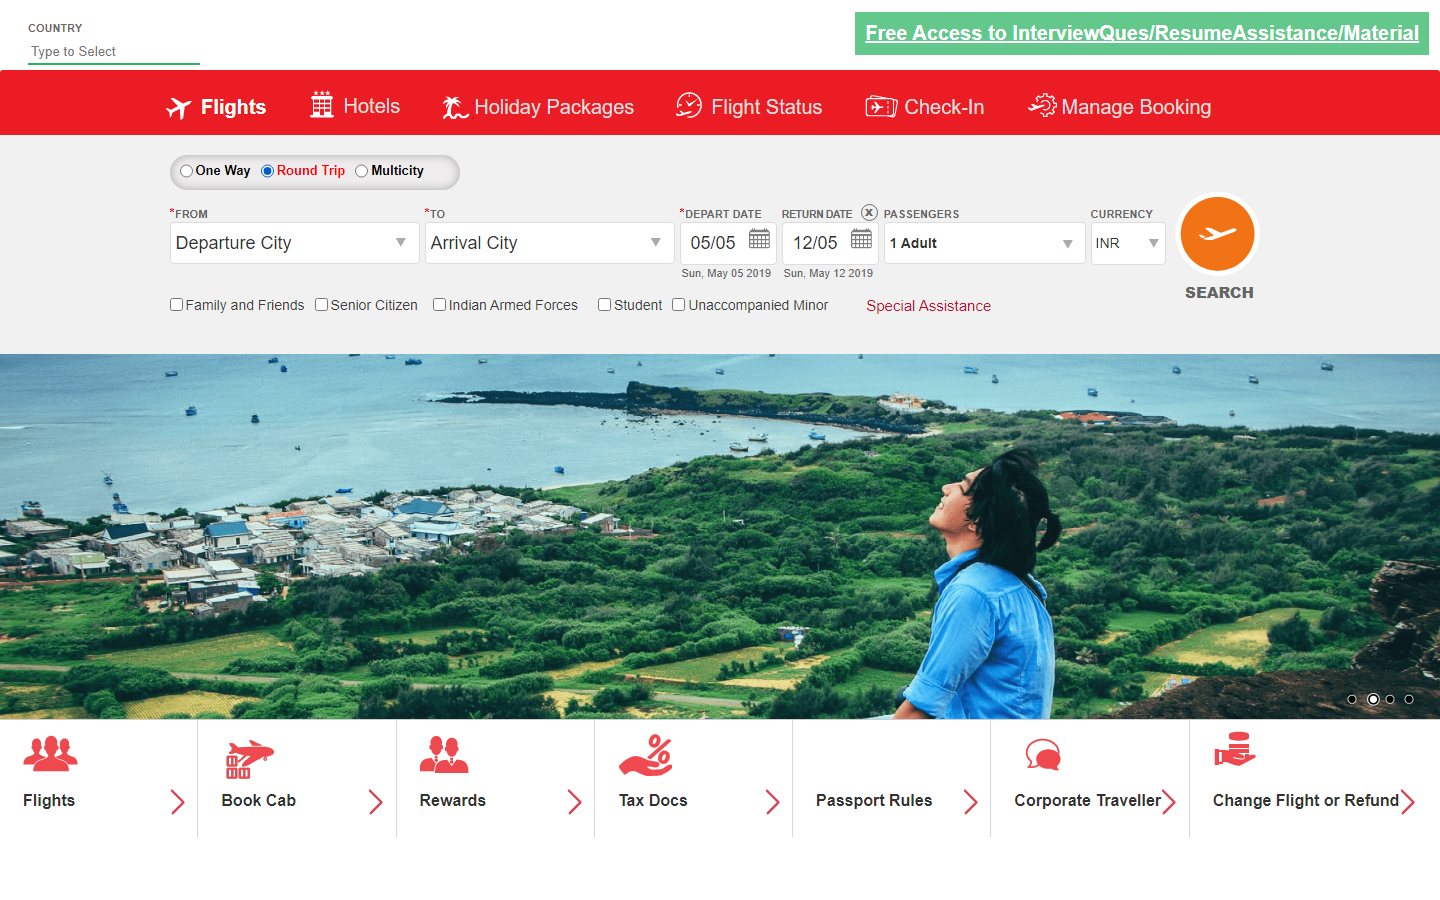 COUNTRY
Type to Select
Free Access to InterviewQues/ResumeAssistance/Material
Flights
Hotels
Holiday Packages
Flight Status
Check-In
Manage Booking
One Way
Round Trip
Multicity
*FROM
*TO
*DEPART DATE
RETURN DATE
X
PASSENGERS
CURRENCY
Departure City
Arrival City
05/05
12/05
1 Adult
INR
Sun, May 05 2019
Sun, May 12 2019
SEARCH
Family and Friends
Senior Citizen
Indian Armed Forces
Student
Unaccompanied Minor
Special Assistance
Flights
Book Cab
Rewards
Tax Docs
Passport Rules
Corporate Traveller
Change Flight or Refund